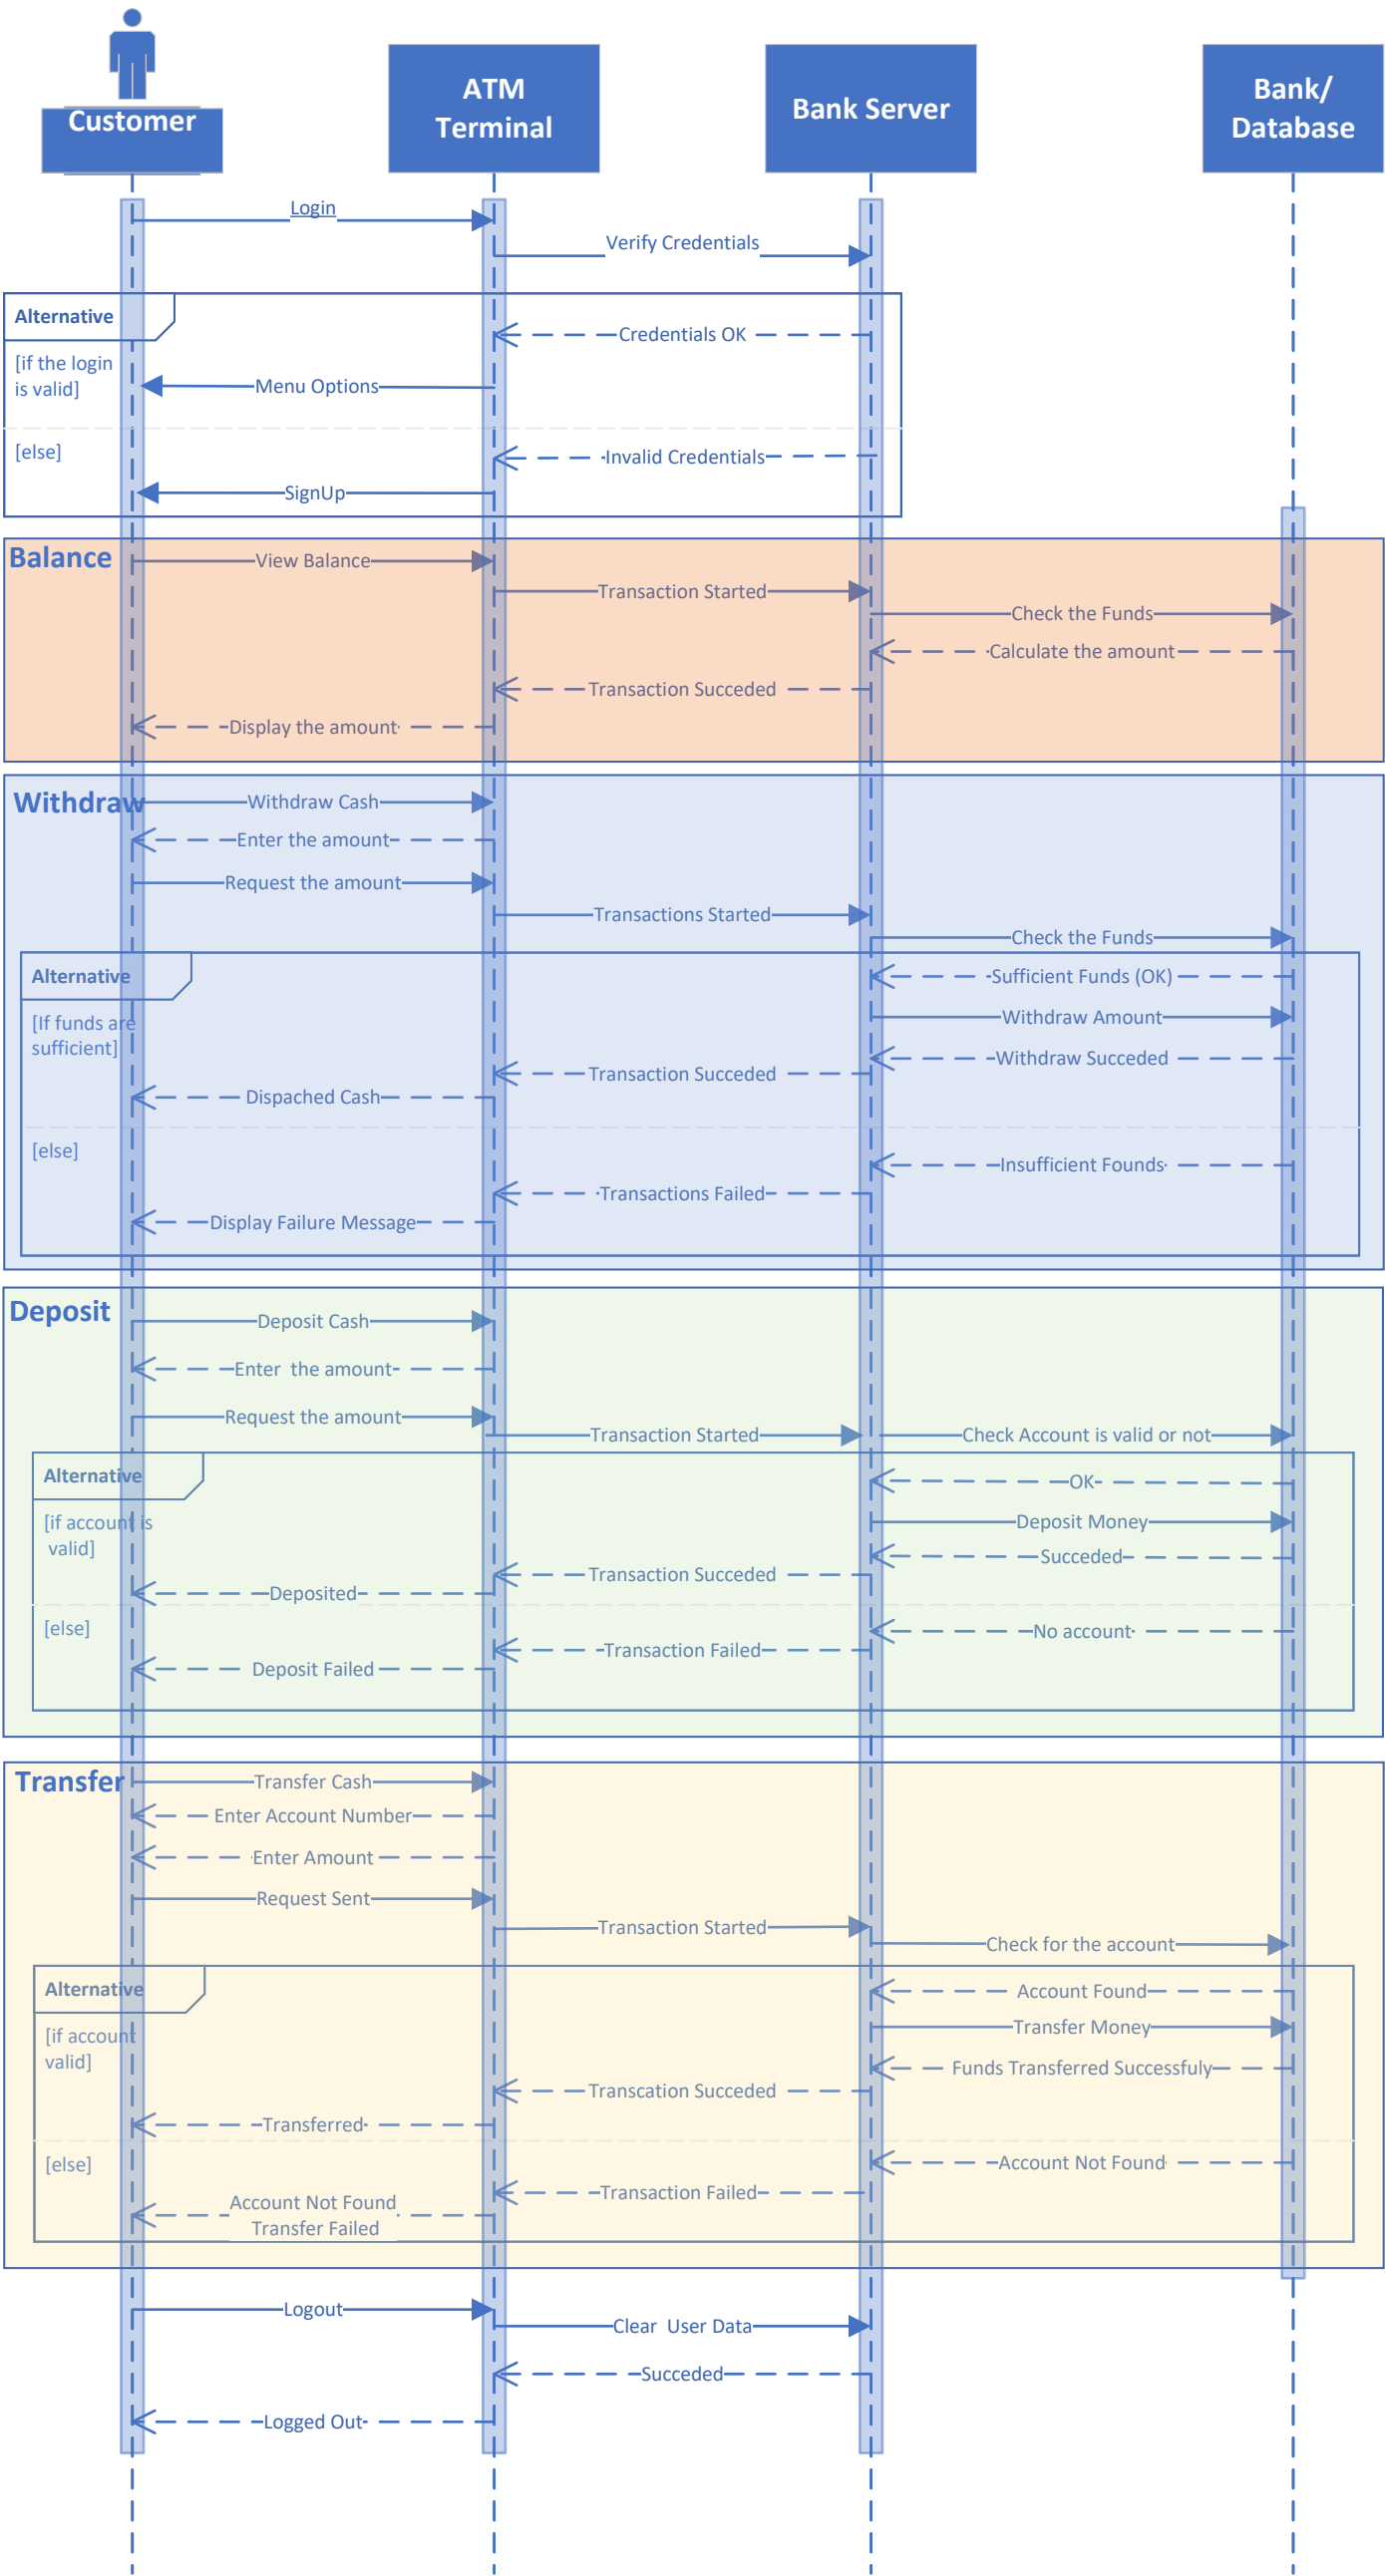 Customer
ATM
Terminal
Bank Server
Bank/
Database
Login
Verify Credentials
Alternative
Credentials OK
[if the login
is valid]
Menu Options
[else]
Invalid Credentials
SignUp
Balance
View Balance
Transaction Started
Check the Funds
Calculate the amount
Transaction Succeded
Display the amount
Withdraw
Withdraw Cash
Enter the amount
Request the amount
Transactions Started
Check the Funds
Alternative
Sufficient Funds (OK)
[If funds are
sufficient]
Withdraw Amount
Withdraw Succeded
Transaction Succeded
Dispached Cash
[else]
Insufficient Founds
Transactions Failed
Display Failure Message
Deposit
Deposit Cash
Enter the amount
Request the amount
Transaction Started
Check Account is valid or not
Alternative
OK
[if account is
valid]
Deposit Money
Succeded
Transaction Succeded
Deposited
[else]
No account
Transaction Failed
Deposit Failed
Transfer
Transfer Cash
Enter Account Number
Enter Amount
Request Sent
Transaction Started
Check for the account
Alternative
Account Found
[if account
valid]
Transfer Money
Funds Transferred Successfuly
Transcation Succeded
Transferred
[else]
Account Not Found
Transaction Failed
Account Not Found
Transfer Failed
Logout
Clear User Data
Succeded
Logged Out